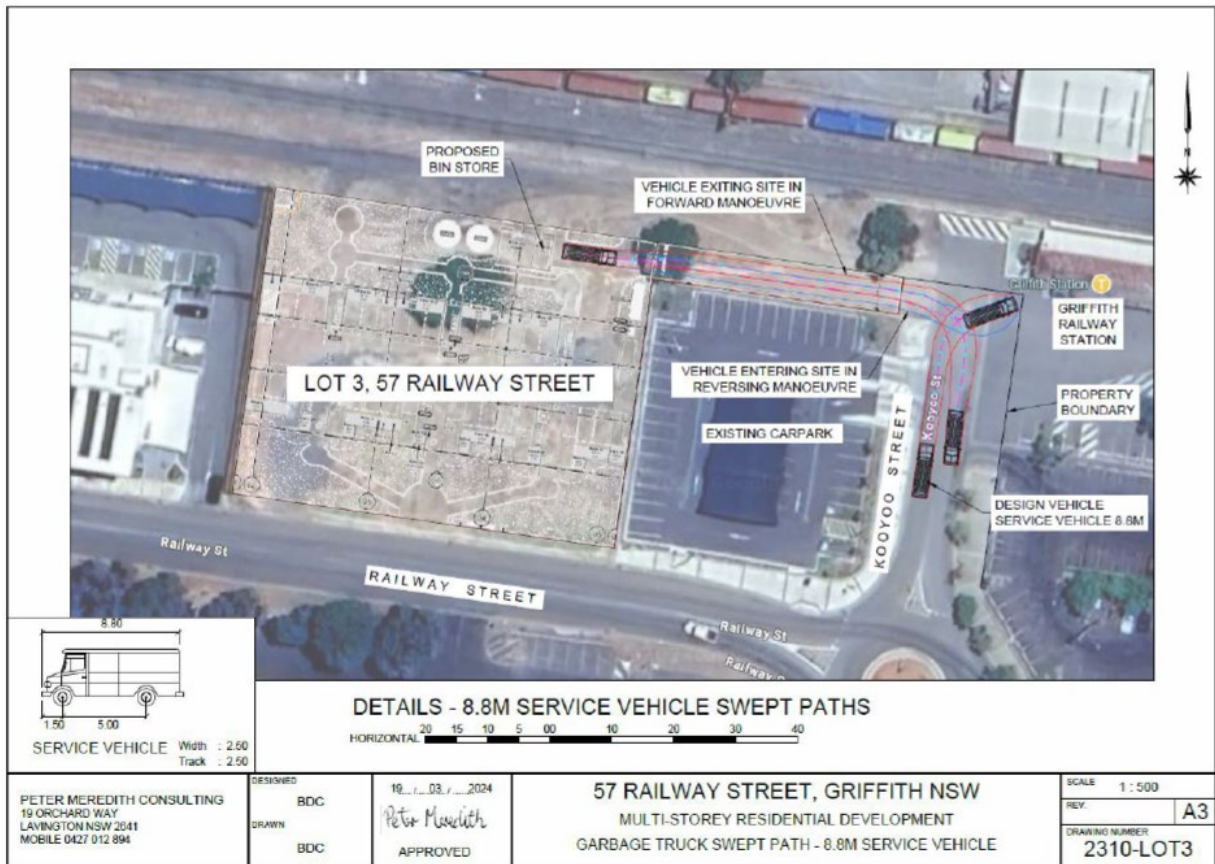 PROPOSED
BIN STORE
VEHICLE EXITING SITE IN
FORWARD MANOEUVRE
N
Griffith Station T
GRIFFITH
RAILWAY
STATION
LOT 3, 57 RAILWAY STREET
VEHICLE ENTERING SITE IN
REVERSING MANOEUVRE
PROPERTY
BOUNDARY
EXISTING CARPARK
Kooyoo St
KOOYOO STREET
DESIGN VEHICLE
SERVICE VEHICLE 8.8M
Railway St
RAILWAY STREET
Railway St
Railway
8.80
1.50 5.00
SERVICE VEHICLE
Width : 2.50
Track : 2.50
DETAILS - 8.8M SERVICE VEHICLE SWEPT PATHS
HORIZONTAL 20 15 10 5 00 10 20 30 40
PETER MEREDITH CONSULTING
19 ORCHARD WAY
LAVINGTON NSW 2641
MOBILE 0427 012 894
DESIGNED
BDC
DRAWN
BDC
19 / 03 / 2024
Peter Meredith
APPROVED
57 RAILWAY STREET, GRIFFITH NSW
MULTI-STOREY RESIDENTIAL DEVELOPMENT
GARBAGE TRUCK SWEPT PATH - 8.8M SERVICE VEHICLE
SCALE 1 : 500
REV.
A3
DRAWING NUMBER
2310-LOT3